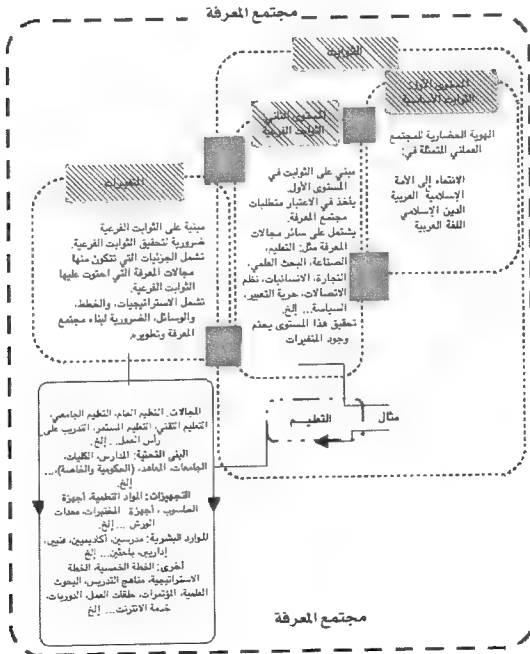 مجتمع المعرفة
الثوابت
المستوى الأول:
الثوابت الأساسية
الهوية الحضارية للمجتمع
العماني المتمثلة في:
الانتماء إلى الأمة
الإسلامية العربية
الدين الإسلامي
اللغة العربية
المستوى الثاني
الثوابت الفرعية
مبني على الثوابت في
المستوى الأول.
يأخذ في الاعتبار متطلبات
مجتمع المعرفة.
يشتمل على سائر مجالات
المعرفة مثل: التعليم،
الصناعة، البحث العلمي،
التجارة، الانسانيات، نظم
الاتصالات، حرية التعبير،
السياسة... إلخ.
تحقيق هذا المستوى يحتم
وجود المتغيرات
المتغيرات
مبنية على الثوابت الفرعية.
ضرورية لتحقيق الثوابت الفرعية.
تشمل الجزئيات التي تتكون منها
مجالات المعرفة التي احتوت عليها
الثوابت الفرعية.
تشمل الاستراتيجيات، والخطط،
والوسائل، الضرورية لبناء مجتمع
المعرفة وتطويره.
مثال
التعليم
المجالات: التعليم العام، التعليم الجامعي،
التعليم التقني، التعليم المستمر، التدريب على
رأس العمل... إلخ.
البنى التحتية: المدارس، الكليات،
الجامعات، المعاهد، (الحكومية والخاصة)،...
إلخ.
التجهيزات: المواد التعلمية، أجهزة
الحاسوب، أجهزة المختبرات، معدات
الورش ... إلخ.
الموارد البشرية: مدرسين، أكاديميين، فنيين،
إداريين، باحثين... إلخ
أخرى: الخطة الخمسية، الخطة
الاستراتيجية، مناهج التدريس، البحوث
العلمية، المؤتمرات، حلقات العمل، الدوريات،
خدمة الانترنت... إلخ
مجتمع المعرفة